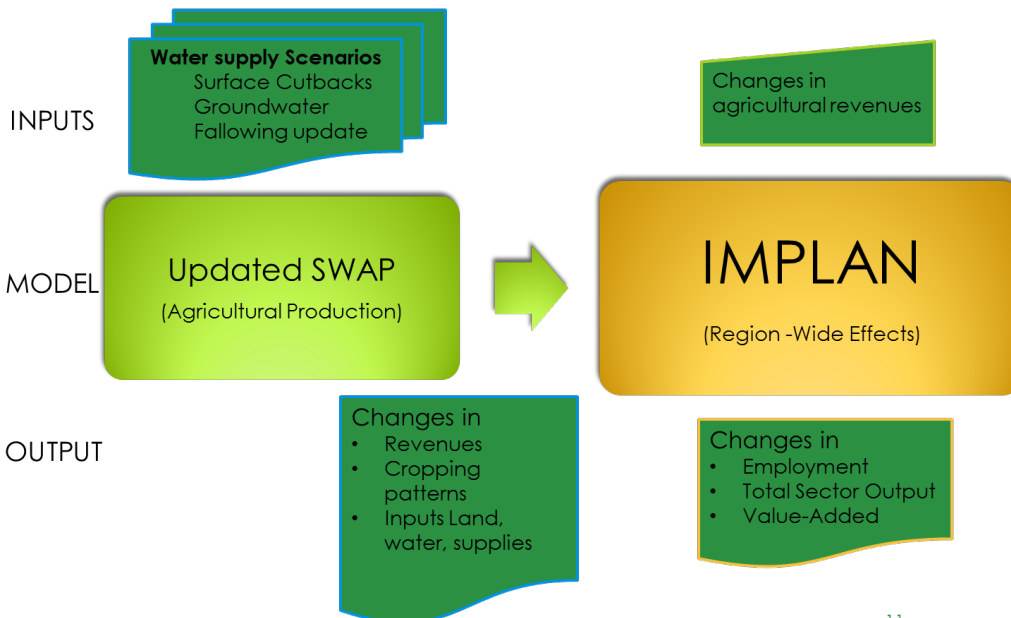 Water supply Scenarios
Surface Cutbacks
Groundwater
Fallowing update
INPUTS
Changes in
agricultural revenues
MODEL
Updated SWAP
(Agricultural Production)
IMPLAN
(Region -Wide Effects)
OUTPUT
Changes in
• Revenues
• Cropping
patterns
• Inputs Land,
water, supplies
Changes in
• Employment
• Total Sector Output
• Value-Added